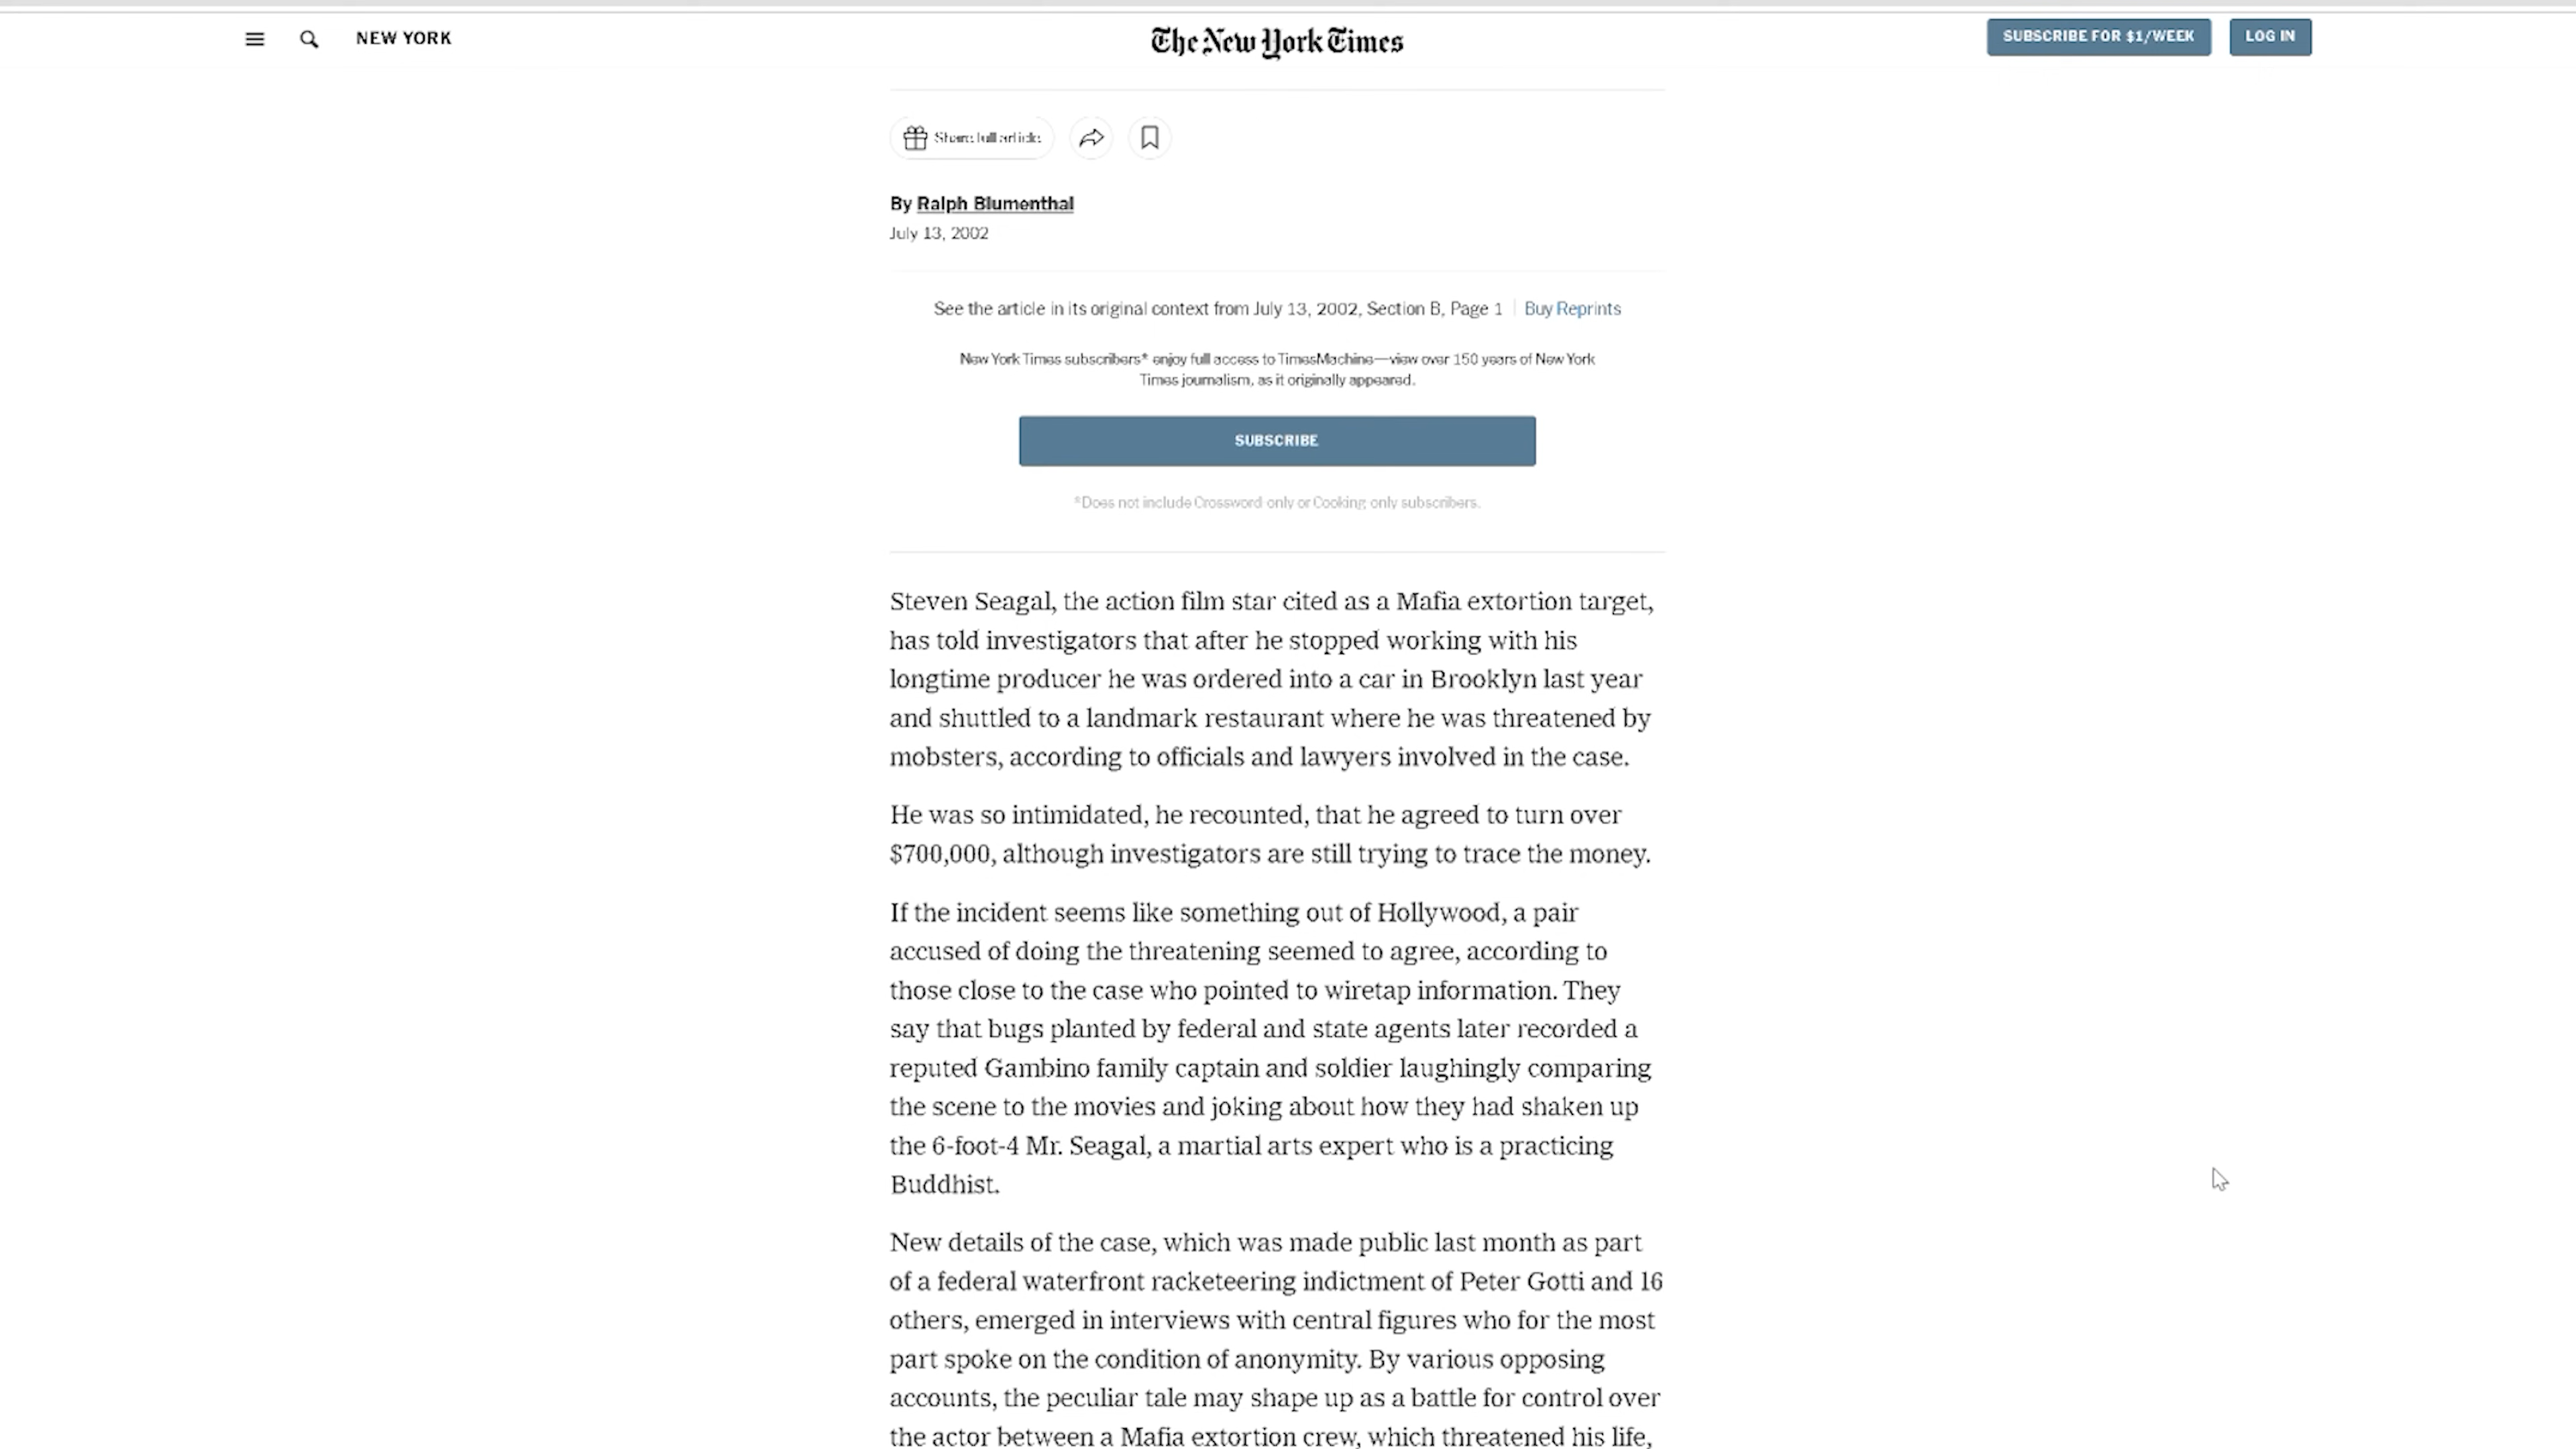 NEW YORK
The New York Times
SUBSCRIBE FOR $1/WEEK
LOG IN
Share full article
By Ralph Blumenthal
July 13, 2002
See the article in its original context from July 13, 2002, Section B, Page 1
Buy Reprints
New York Times subscribers* enjoy full access to TimesMachine—view over 150 years of New York
Times journalism, as it originally appeared.
SUBSCRIBE
*Does not include Crossword only or Cooking only subscribers.
Steven Seagal, the action film star cited as a Mafia extortion target,
has told investigators that after he stopped working with his
longtime producer he was ordered into a car in Brooklyn last year
and shuttled to a landmark restaurant where he was threatened by
mobsters, according to officials and lawyers involved in the case.
He was so intimidated, he recounted, that he agreed to turn over
$700,000, although investigators are still trying to trace the money.
If the incident seems like something out of Hollywood, a pair
accused of doing the threatening seemed to agree, according to
those close to the case who pointed to wiretap information. They
say that bugs planted by federal and state agents later recorded a
reputed Gambino family captain and soldier laughingly comparing
the scene to the movies and joking about how they had shaken up
the 6-foot-4 Mr. Seagal, a martial arts expert who is a practicing
Buddhist.
New details of the case, which was made public last month as part
of a federal waterfront racketeering indictment of Peter Gotti and 16
others, emerged in interviews with central figures who for the most
part spoke on the condition of anonymity. By various opposing
accounts, the peculiar tale may shape up as a battle for control over
the actor between a Mafia extortion crew, which threatened his life,